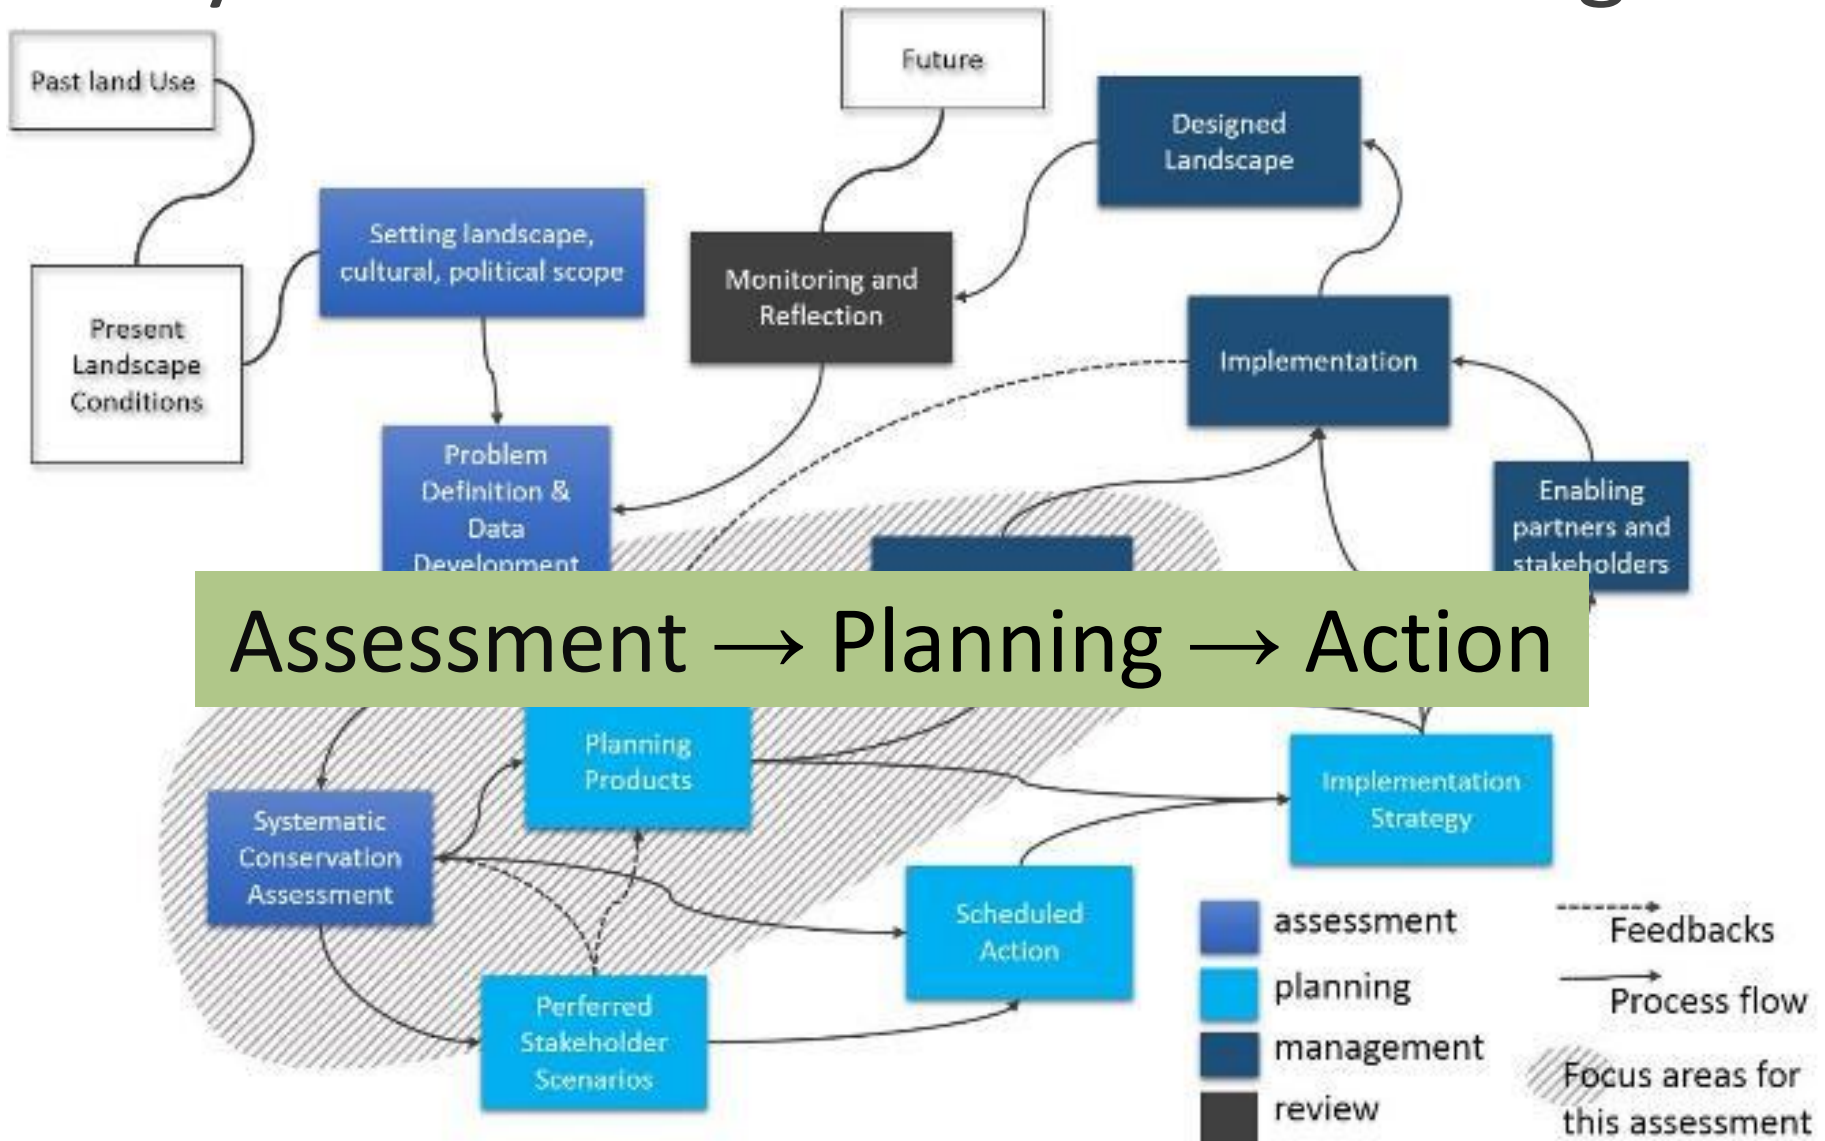 Past land Use
Future
Designed
Landscape
Setting landscape,
cultural, political scope
Monitoring and
Reflection
Present
Landscape
Conditions
Implementation
Problem
Definition &
Data
Development
Enabling
partners and
stakeholders
Assessment → Planning → Action
Planning
Products
Implementation
Strategy
Systematic
Conservation
Assessment
Scheduled
Action
Perferred
Stakeholder
Scenarios
assessment
planning
management
review
Feedbacks
Process flow
Focus areas for
this assessment